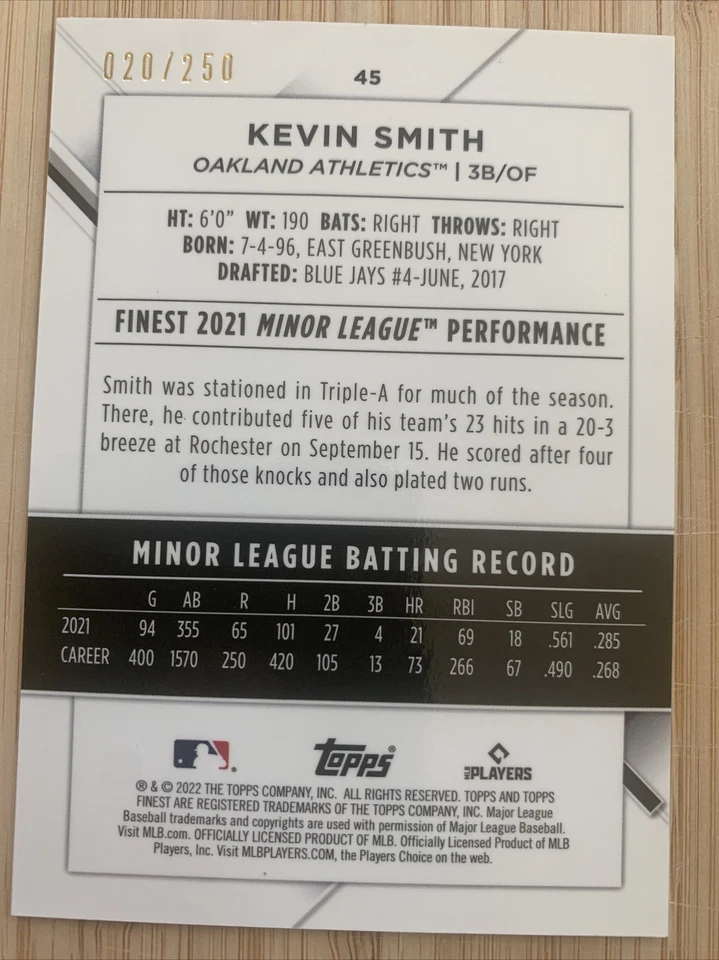 020/250
45
KEVIN SMITH
OAKLAND ATHLETICS™ | 3B/OF
HT: 6'0" WT: 190 BATS: RIGHT THROWS: RIGHT
BORN: 7-4-96, EAST GREENBUSH, NEW YORK
DRAFTED: BLUE JAYS #4-JUNE, 2017
FINEST 2021 MINOR LEAGUE™ PERFORMANCE
Smith was stationed in Triple-A for much of the season.
There, he contributed five of his team's 23 hits in a 20-3
breeze at Rochester on September 15. He scored after four
of those knocks and also plated two runs.
MINOR LEAGUE BATTING RECORD
G AB R H 2B 3B HR RBI SB SLG AVG
2021 94 355 65 101 27 4 21 69 18 .561 .285
CAREER 400 1570 250 420 105 13 73 266 67 .490 .268
Topps®
MLB PLAYERS
® & © 2022 THE TOPPS COMPANY, INC. ALL RIGHTS RESERVED. TOPPS AND TOPPS
FINEST ARE REGISTERED TRADEMARKS OF THE TOPPS COMPANY, INC. Major League
Baseball trademarks and copyrights are used with permission of Major League Baseball.
Visit MLB.com. OFFICIALLY LICENSED PRODUCT OF MLB. Officially Licensed Product of MLB
Players, Inc. Visit MLBPLAYERS.COM, the Players Choice on the web.